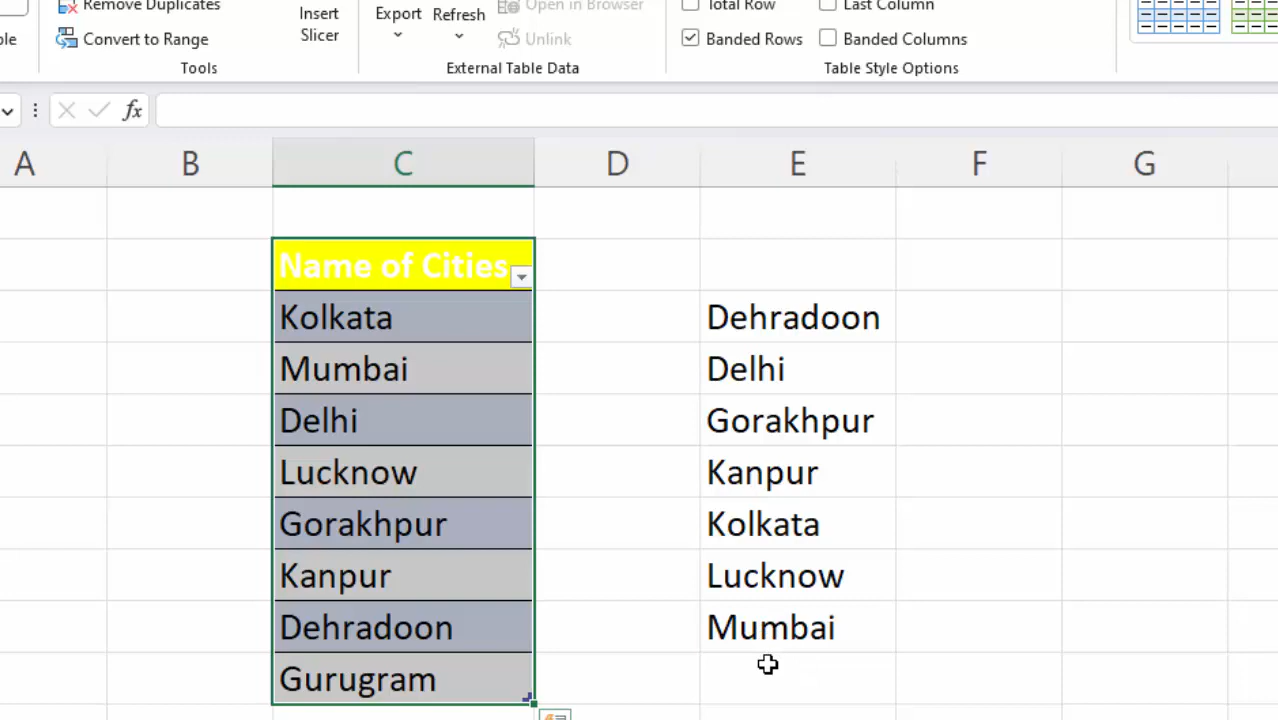 Remove Duplicates
Insert
Slicer
Export
Refresh
Open in Browser
Total Row
Last Column
Convert to Range
Unlink
Banded Rows
Banded Columns
Tools
External Table Data
Table Style Options
fx
A B C D E F G
Name of Cities
Kolkata Dehradoon
Mumbai Delhi
Delhi Gorakhpur
Lucknow Kanpur
Gorakhpur Kolkata
Kanpur Lucknow
Dehradoon Mumbai
Gurugram